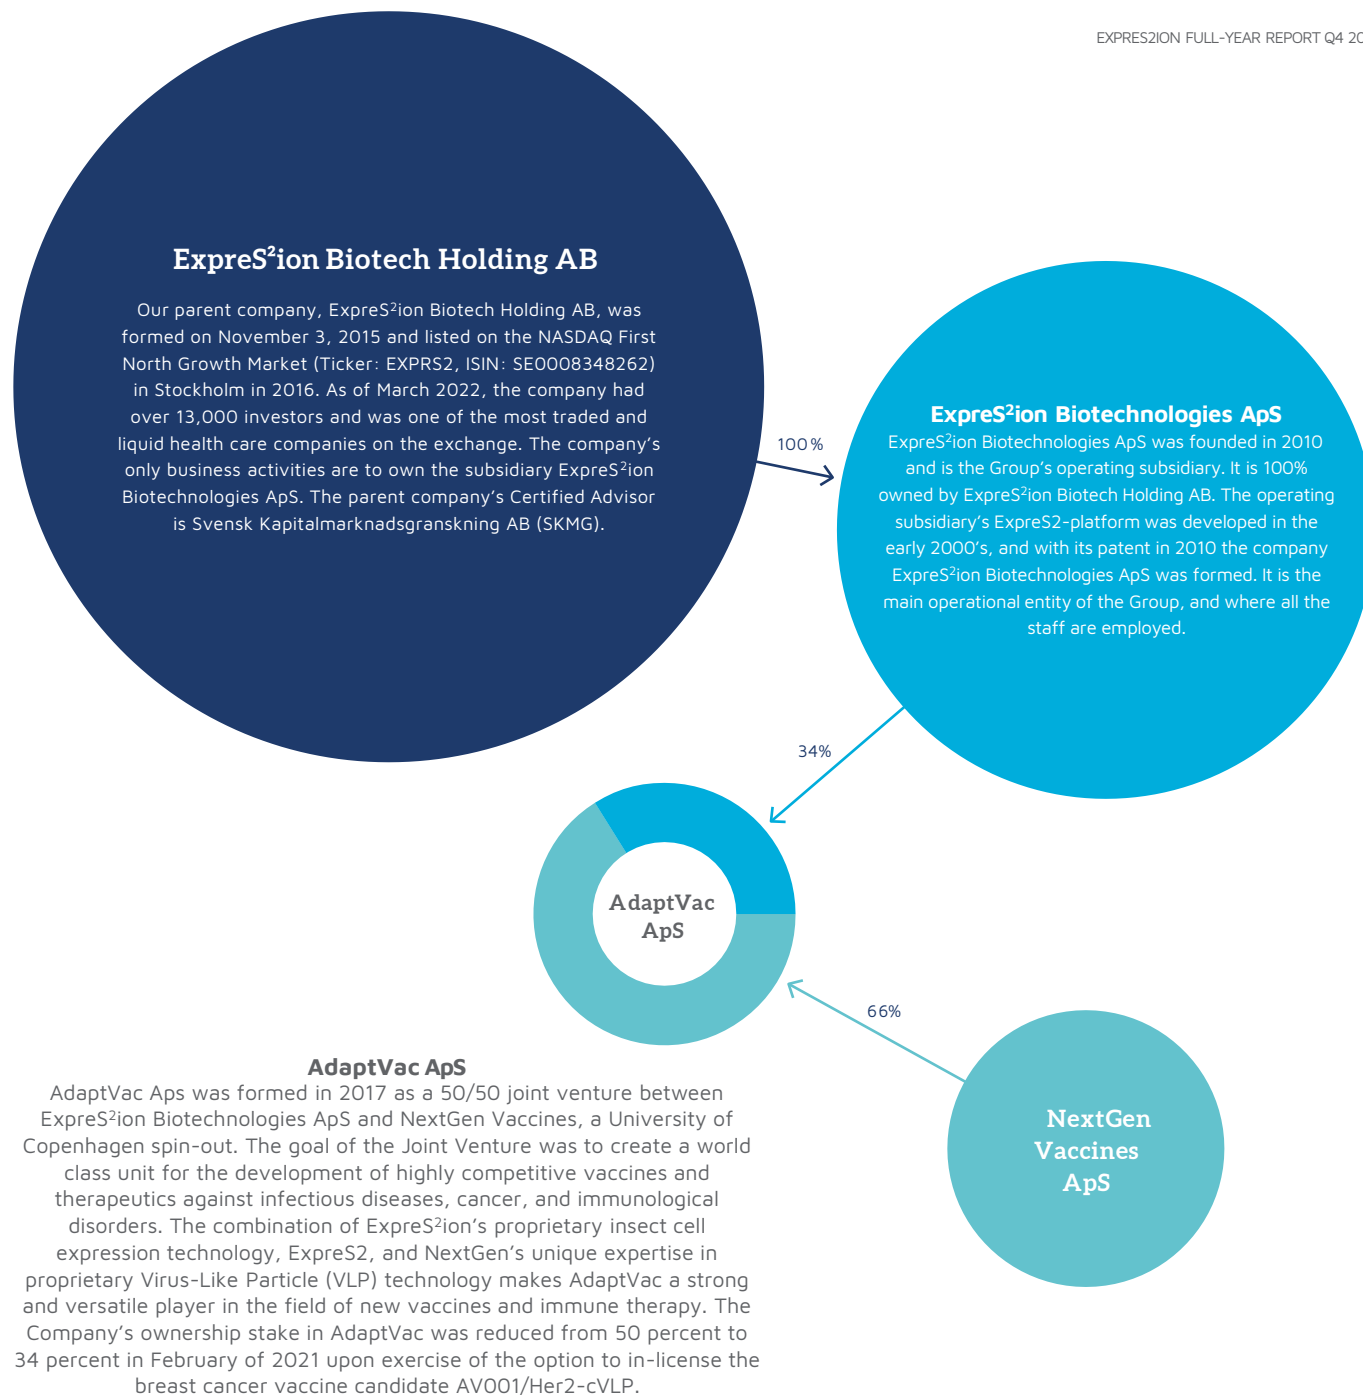 EXPRES2ION FULL-YEAR REPORT Q4 20
ExpreS²ion Biotech Holding AB
Our parent company, ExpreS²ion Biotech Holding AB, was
formed on November 3, 2015 and listed on the NASDAQ First
North Growth Market (Ticker: EXPRS2, ISIN: SE0008348262)
in Stockholm in 2016. As of March 2022, the company had
over 13,000 investors and was one of the most traded and
liquid health care companies on the exchange. The company's
only business activities are to own the subsidiary ExpreS²ion
Biotechnologies ApS. The parent company's Certified Advisor
is Svensk Kapitalmarknadsgranskning AB (SKMG).
100%
ExpreS²ion Biotechnologies ApS
ExpreS²ion Biotechnologies ApS was founded in 2010
and is the Group's operating subsidiary. It is 100%
owned by ExpreS²ion Biotech Holding AB. The operating
subsidiary's ExpreS2-platform was developed in the
early 2000's, and with its patent in 2010 the company
ExpreS²ion Biotechnologies ApS was formed. It is the
main operational entity of the Group, and where all the
staff are employed.
34%
AdaptVac
ApS
66%
NextGen
Vaccines
ApS
AdaptVac ApS
AdaptVac Aps was formed in 2017 as a 50/50 joint venture between
ExpreS²ion Biotechnologies ApS and NextGen Vaccines, a University of
Copenhagen spin-out. The goal of the Joint Venture was to create a world
class unit for the development of highly competitive vaccines and
therapeutics against infectious diseases, cancer, and immunological
disorders. The combination of ExpreS²ion's proprietary insect cell
expression technology, ExpreS2, and NextGen's unique expertise in
proprietary Virus-Like Particle (VLP) technology makes AdaptVac a strong
and versatile player in the field of new vaccines and immune therapy. The
Company's ownership stake in AdaptVac was reduced from 50 percent to
34 percent in February of 2021 upon exercise of the option to in-license the
breast cancer vaccine candidate AV001/Her2-cVLP.